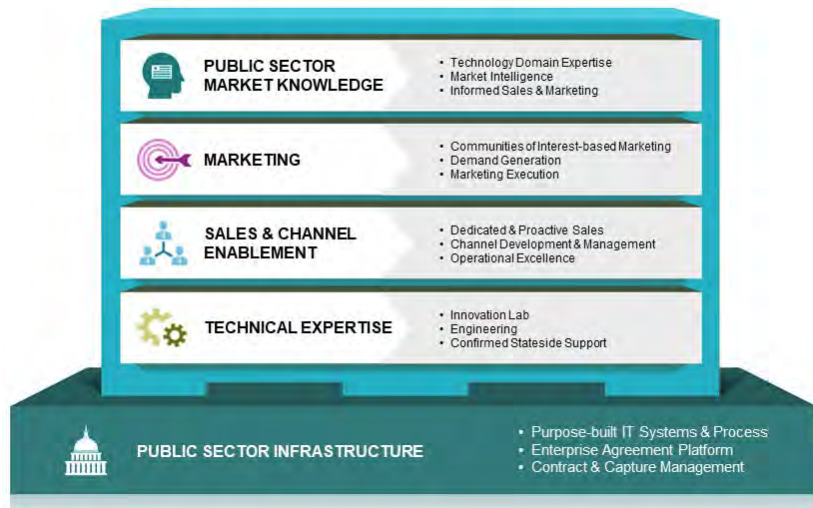 PUBLIC SECTOR
MARKET KNOWLEDGE
• Technology Domain Expertise
• Market Intelligence
• Informed Sales & Marketing
MARKETING
• Communities of Interest-based Marketing
• Demand Generation
• Marketing Execution
SALES & CHANNEL
ENABLEMENT
• Dedicated & Proactive Sales
• Channel Development & Management
• Operational Excellence
TECHNICAL EXPERTISE
• Innovation Lab
• Engineering
• Confirmed Stateside Support
PUBLIC SECTOR INFRASTRUCTURE
• Purpose-built IT Systems & Process
• Enterprise Agreement Platform
• Contract & Capture Management